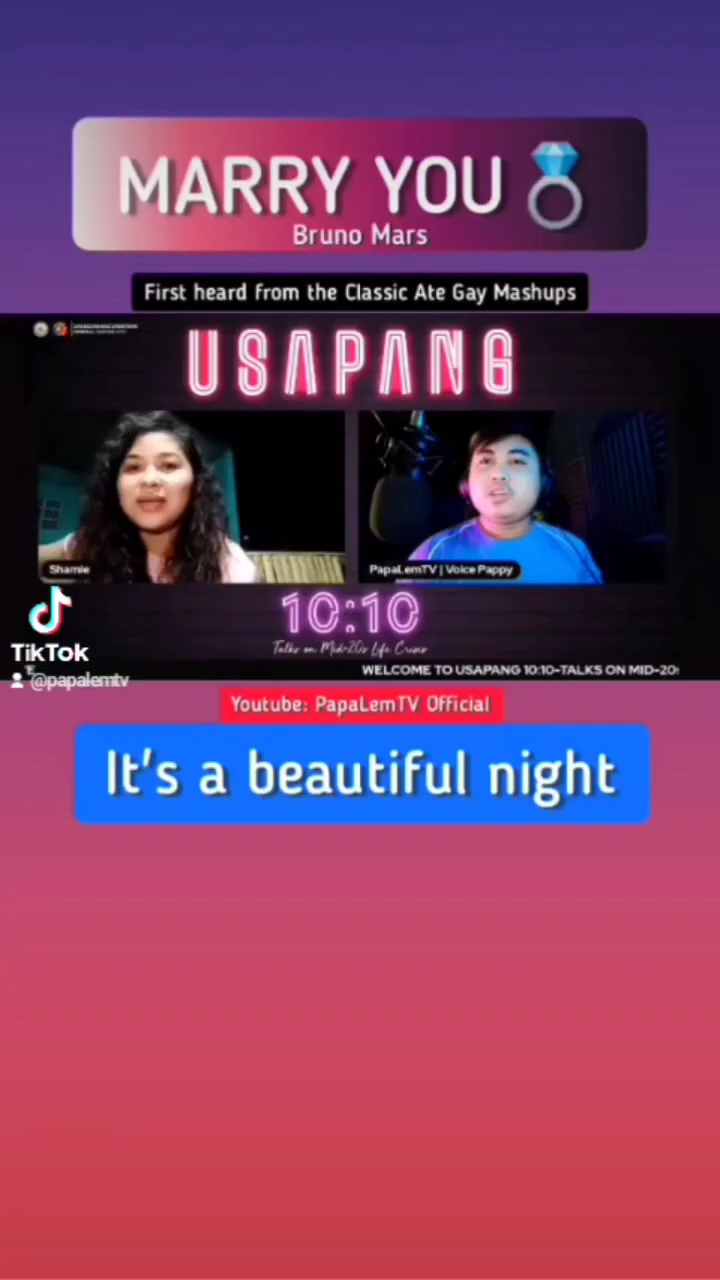 MARRY YOU
Bruno Mars
First heard from the Classic Ate Gay Mashups
USAPANG
Shamie
PapaLemTV | Voice Pappy
10:10
Talks on Mid-20s Life Crises
TikTok
@papalemtv
WELCOME TO USAPANG 10:10-TALKS ON MID-20
Youtube: PapaLemTV Official
It's a beautiful night